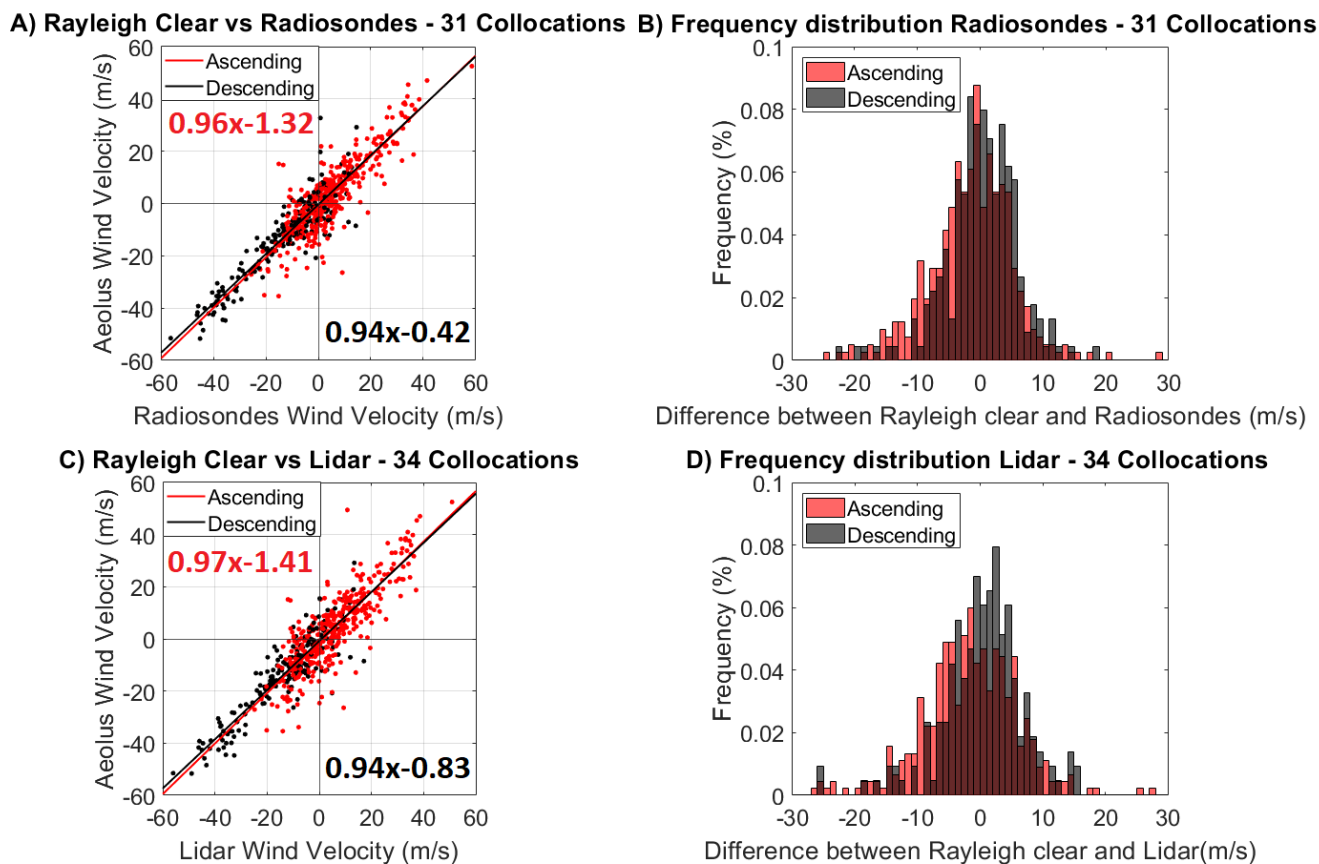 A) Rayleigh Clear vs Radiosondes - 31 Collocations
60
40
20
0
-20
-40
-60
Aeolus Wind Velocity (m/s)
Ascending
Descending
0.96x-1.32
0.94x-0.42
-60 -40 -20 0 20 40 60
Radiosondes Wind Velocity (m/s)
B) Frequency distribution Radiosondes - 31 Collocations
0.1
0.08
0.06
0.04
0.02
0
Frequency (%)
Ascending
Descending
-30 -20 -10 0 10 20 30
Difference between Rayleigh clear and Radiosondes (m/s)
C) Rayleigh Clear vs Lidar - 34 Collocations
60
40
20
0
-20
-40
-60
Aeolus Wind Velocity (m/s)
Ascending
Descending
0.97x-1.41
0.94x-0.83
-60 -40 -20 0 20 40 60
Lidar Wind Velocity (m/s)
D) Frequency distribution Lidar - 34 Collocations
0.1
0.08
0.06
0.04
0.02
0
Frequency (%)
Ascending
Descending
-30 -20 -10 0 10 20 30
Difference between Rayleigh clear and Lidar(m/s)